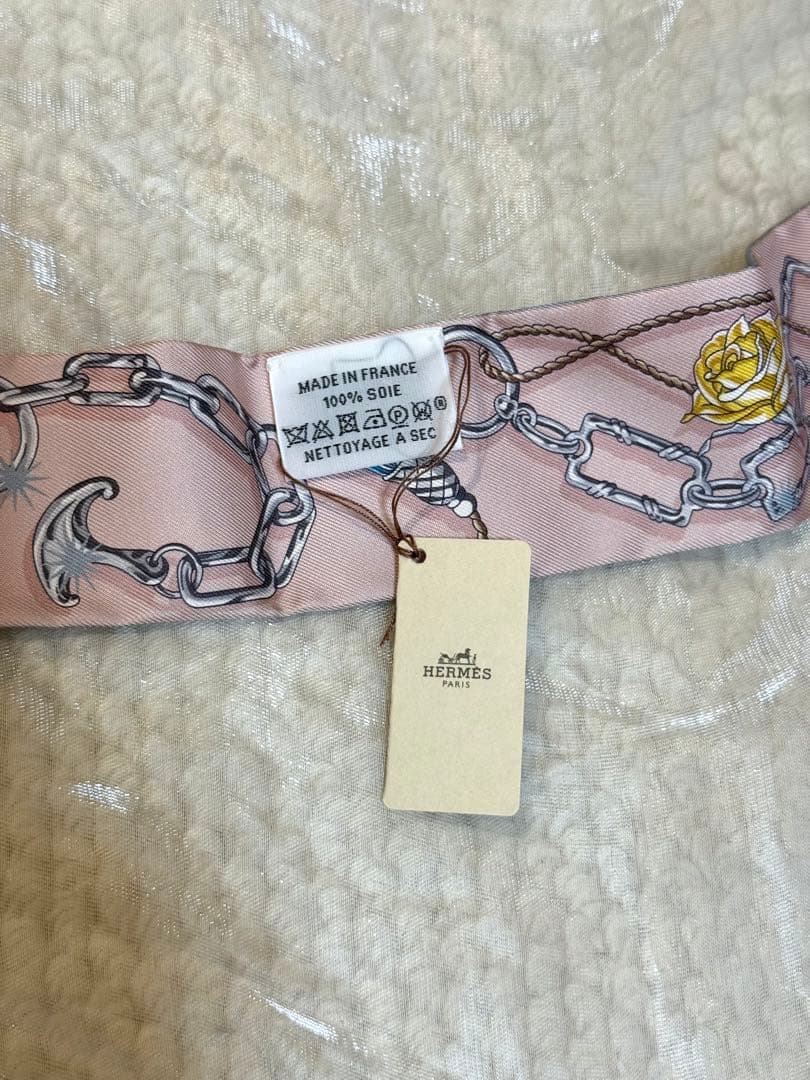 MADE IN FRANCE
100% SOIE
®
NETTOYAGE A SEC
HERMÈS
PARIS